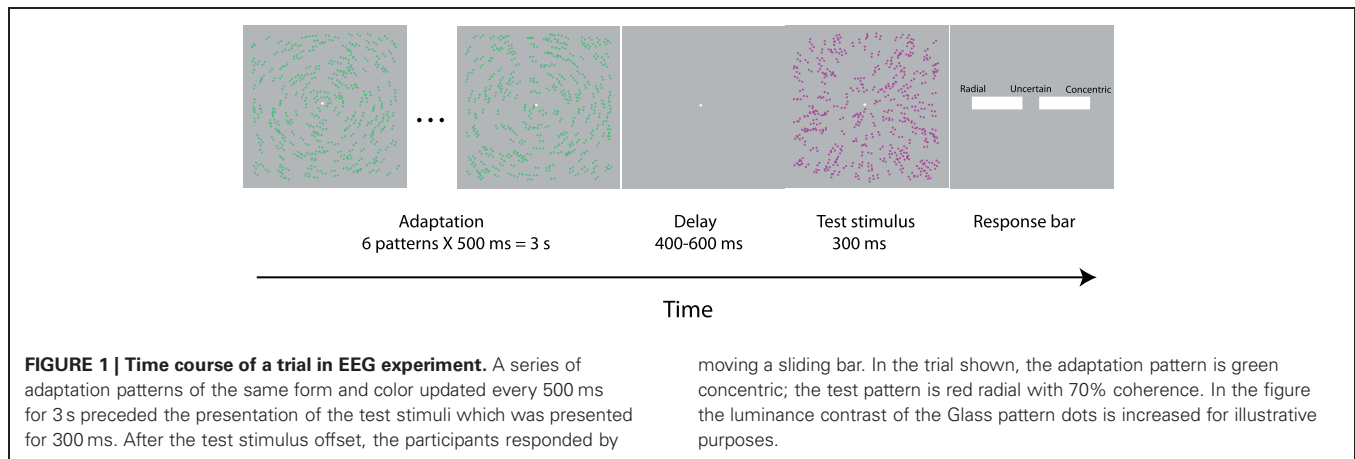 Radial Uncertain Concentric
...
Adaptation
6 patterns X 500 ms = 3 s
Delay
400-600 ms
Test stimulus
300 ms
Response bar
Time
FIGURE 1 | Time course of a trial in EEG experiment. A series of
adaptation patterns of the same form and color updated every 500 ms
for 3 s preceded the presentation of the test stimuli which was presented
for 300 ms. After the test stimulus offset, the participants responded by
moving a sliding bar. In the trial shown, the adaptation pattern is green
concentric; the test pattern is red radial with 70% coherence. In the figure
the luminance contrast of the Glass pattern dots is increased for illustrative
purposes.